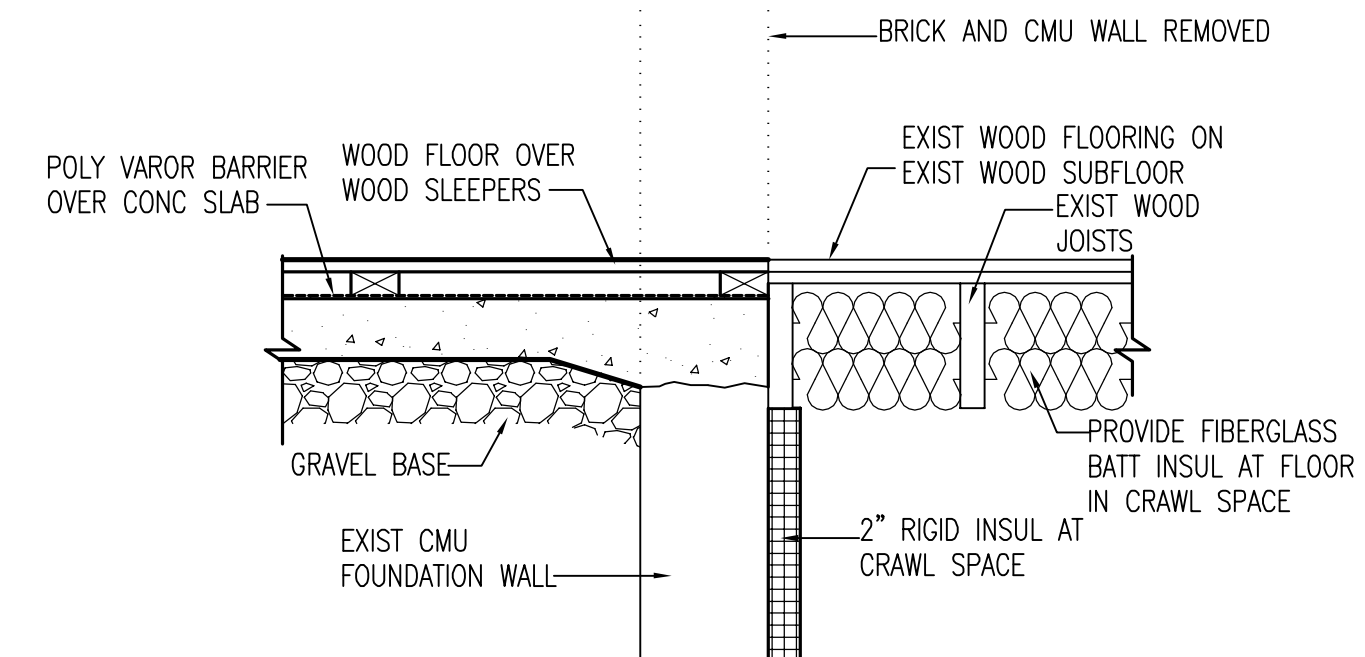 BRICK AND CMU WALL REMOVED
POLY VAROR BARRIER
OVER CONC SLAB
WOOD FLOOR OVER
WOOD SLEEPERS
EXIST WOOD FLOORING ON
EXIST WOOD SUBFLOOR
EXIST WOOD
JOISTS
GRAVEL BASE
PROVIDE FIBERGLASS
BATT INSUL AT FLOOR
IN CRAWL SPACE
EXIST CMU
FOUNDATION WALL
2” RIGID INSUL AT
CRAWL SPACE